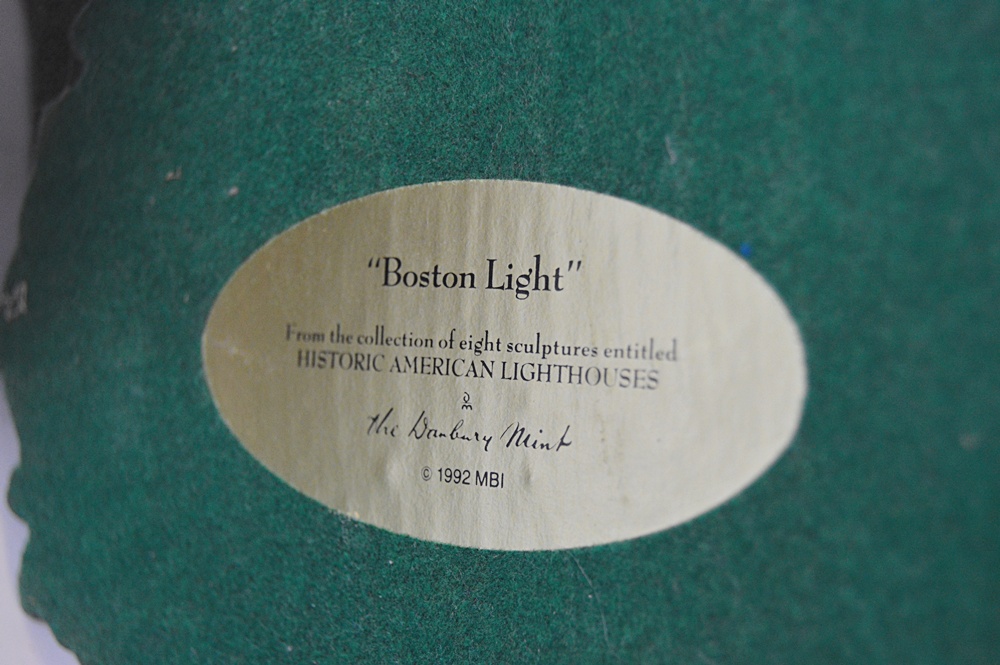 "Boston Light"
From the collection of eight sculptures entitled
HISTORIC AMERICAN LIGHTHOUSES
the Danbury Mint
© 1992 MBI